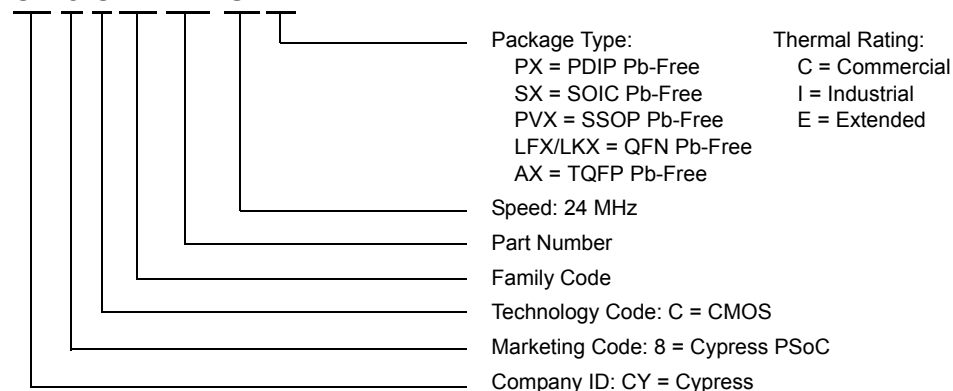 Package Type: Thermal Rating:
PX = PDIP Pb-Free C = Commercial
SX = SOIC Pb-Free I = Industrial
PVX = SSOP Pb-Free E = Extended
LFX/LKX = QFN Pb-Free
AX = TQFP Pb-Free
Speed: 24 MHz
Part Number
Family Code
Technology Code: C = CMOS
Marketing Code: 8 = Cypress PSoC
Company ID: CY = Cypress